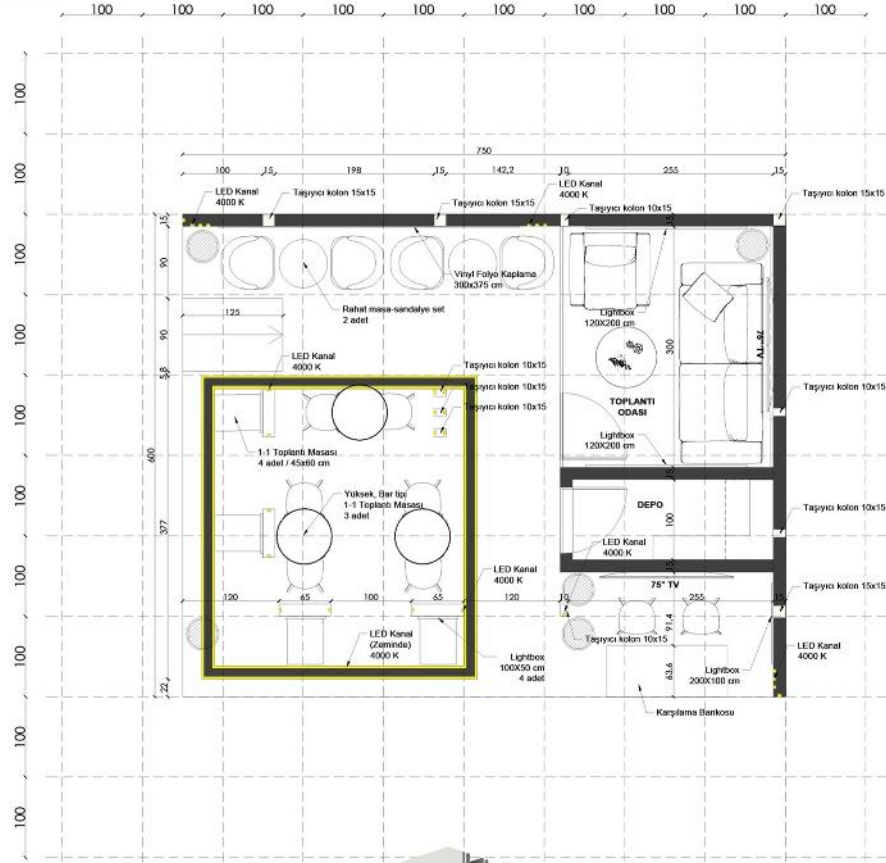 100 100 100 100 100 100 100 100 100 100
750
100 15 198 15 142,2 10 255 15
LED Kanal
4000 K
Taşıyıcı kolon 15x15
Taşıyıcı kolon 15x15
LED Kanal
4000 K
Taşıyıcı kolon 10x15
Taşıyıcı kolon 15x15
100
100
100
100
100
100
100
100
100
100
15
90
90
5,8
600
377
22
15
Vinyl Folyo Kaplama
300x375 cm
Rahat masa-sandalye set
2 adet
125
Lightbox
120X200 cm
300
75" TV
TOPLANTI
ODASI
Lightbox
120X200 cm
LED Kanal
4000 K
Taşıyıcı kolon 10x15
Taşıyıcı kolon 10x15
Taşıyıcı kolon 10x15
Taşıyıcı kolon 10x15
1-1 Toplantı Masası
4 adet / 45x60 cm
Yüksek, Bar tipi
1-1 Toplantı Masası
3 adet
15
DEPO
100
Taşıyıcı kolon 10x15
LED Kanal
4000 K
15
LED Kanal
4000 K
75" TV
Taşıyıcı kolon 15x15
120 65 100 65 120 10 255 15
91,4
Taşıyıcı kolon 10x15
LED Kanal
(Zeminde)
4000 K
Lightbox
100X50 cm
4 adet
63,6
Lightbox
200X100 cm
LED Kanal
4000 K
Karşılama Bankosu